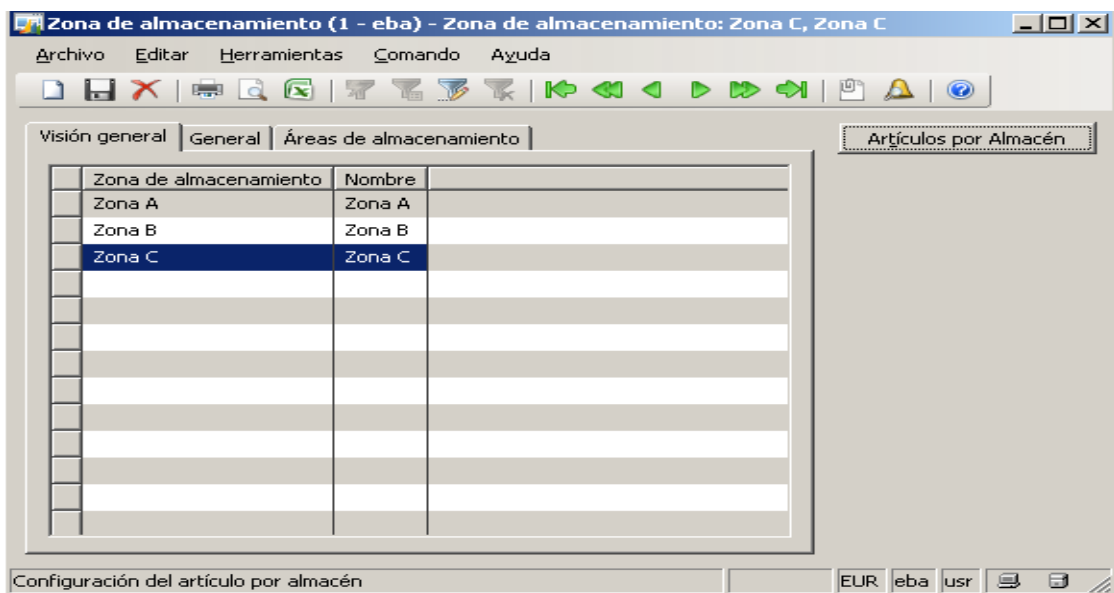 Zona de almacenamiento (1 - eba) - Zona de almacenamiento: Zona C, Zona C
Archivo Editar Herramientas Comando Ayuda
Visión general General Áreas de almacenamiento Artículos por Almacén
Zona de almacenamiento Nombre
Zona A Zona A
Zona B Zona B
Zona C Zona C
Configuración del artículo por almacén EUR eba usr